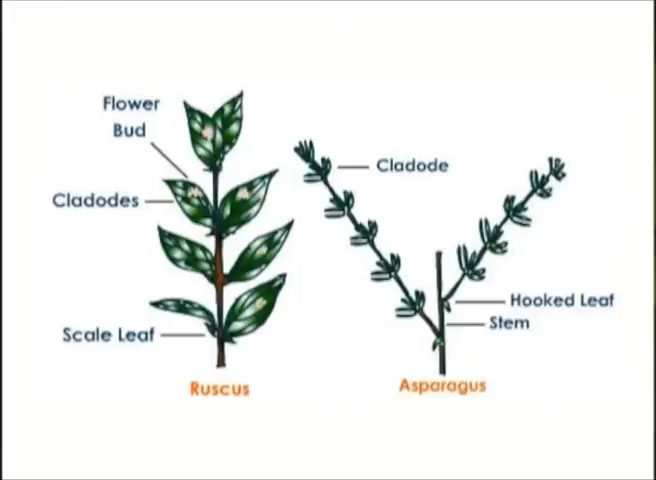 Flower
Bud
Cladodes
Scale Leaf
Ruscus
Cladode
Hooked Leaf
Stem
Asparagus